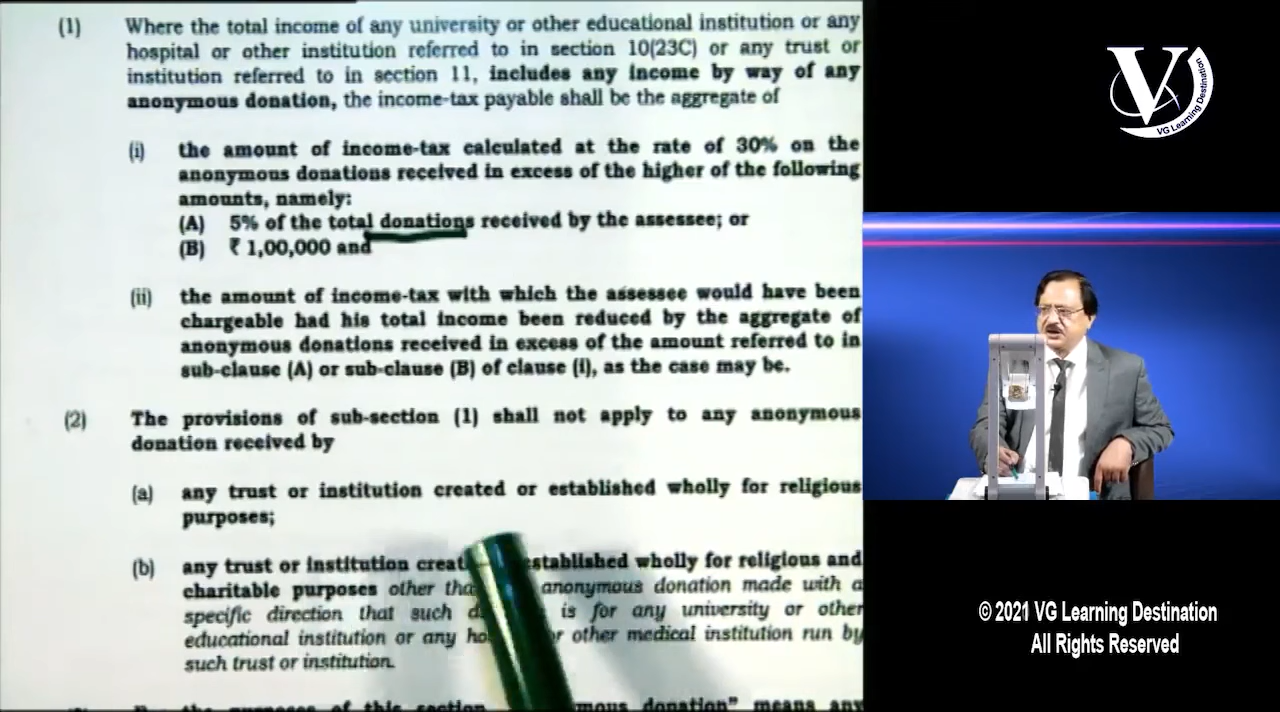 (1) Where the total income of any university or other educational institution or any
hospital or other institution referred to in section 10(23C) or any trust or
institution referred to in section 11, includes any income by way of any
anonymous donation, the income-tax payable shall be the aggregate of
(i) the amount of income-tax calculated at the rate of 30% on the
anonymous donations received in excess of the higher of the following
amounts, namely:
(A) 5% of the total donations received by the assessee; or
(B) ₹ 1,00,000 and
(ii) the amount of income-tax with which the assessee would have been
chargeable had his total income been reduced by the aggregate of
anonymous donations received in excess of the amount referred to in
sub-clause (A) or sub-clause (B) of clause (i), as the case may be.
(2) The provisions of sub-section (1) shall not apply to any anonymous
donation received by
(a) any trust or institution created or established wholly for religious
purposes;
(b) any trust or institution wholly for religious and
charitable purposes other anonymous donation made with a
specific direction that such is for any university or other
educational institution or any other medical institution run by
such trust or institution.
the purposes of this section donation" means any
V
VG Learning Destination
© 2021 VG Learning Destination
All Rights Reserved